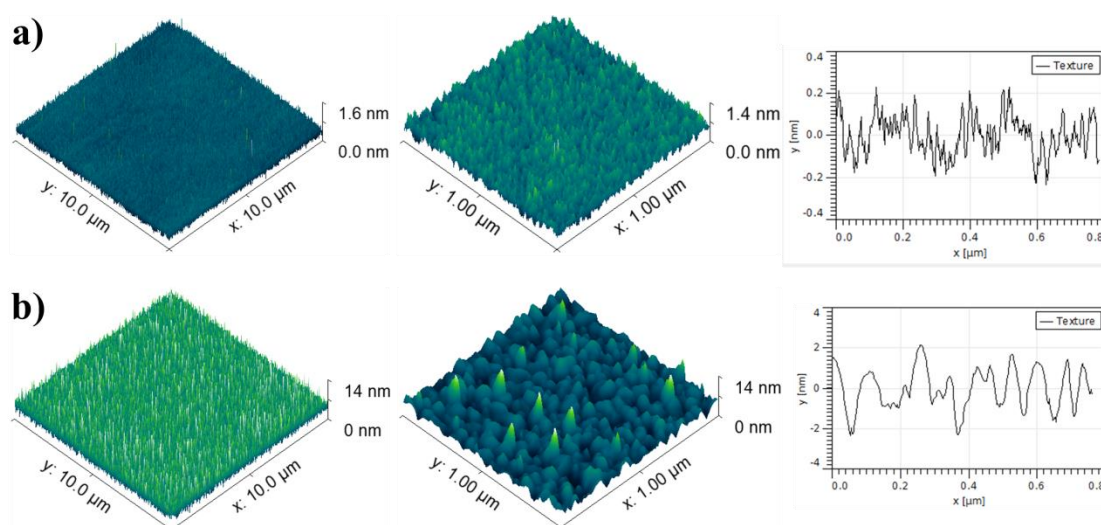 a)
1.6 nm
0.0 nm
y: 10.0 µm
x: 10.0 µm
1.4 nm
0.0 nm
y: 1.00 µm
x: 1.00 µm
0.4
0.2
0.0
-0.2
-0.4
y [nm]
Texture
0.0 0.2 0.4 0.6 0.8
x [µm]
b)
14 nm
0 nm
y: 10.0 µm
x: 10.0 µm
14 nm
0 nm
y: 1.00 µm
x: 1.00 µm
4
2
0
-2
-4
y [nm]
Texture
0.0 0.2 0.4 0.6 0.8
x [µm]